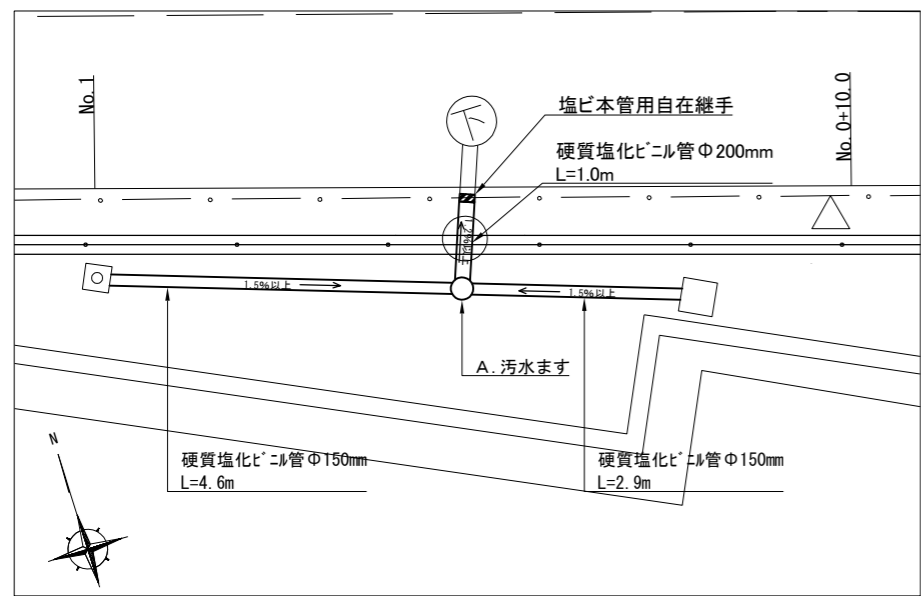 No. 1
No. 0+10.0
下
塩ビ本管用自在継手
硬質塩化ビニル管Φ200mm
L=1.0m
1.2%以上
1.5%以上
1.5%以上
A. 汚水ます
硬質塩化ビニル管Φ150mm
L=4.6m
硬質塩化ビニル管Φ150mm
L=2.9m
N